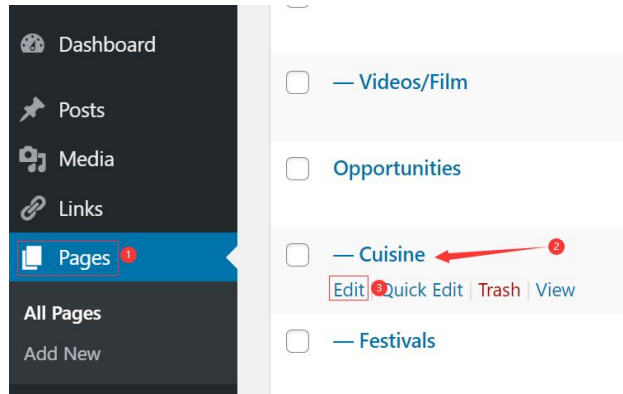 Dashboard
Posts
Media
Links
Pages 1
All Pages
Add New
— Videos/Film
Opportunities
— Cuisine 2
Edit 3 Quick Edit | Trash | View
— Festivals